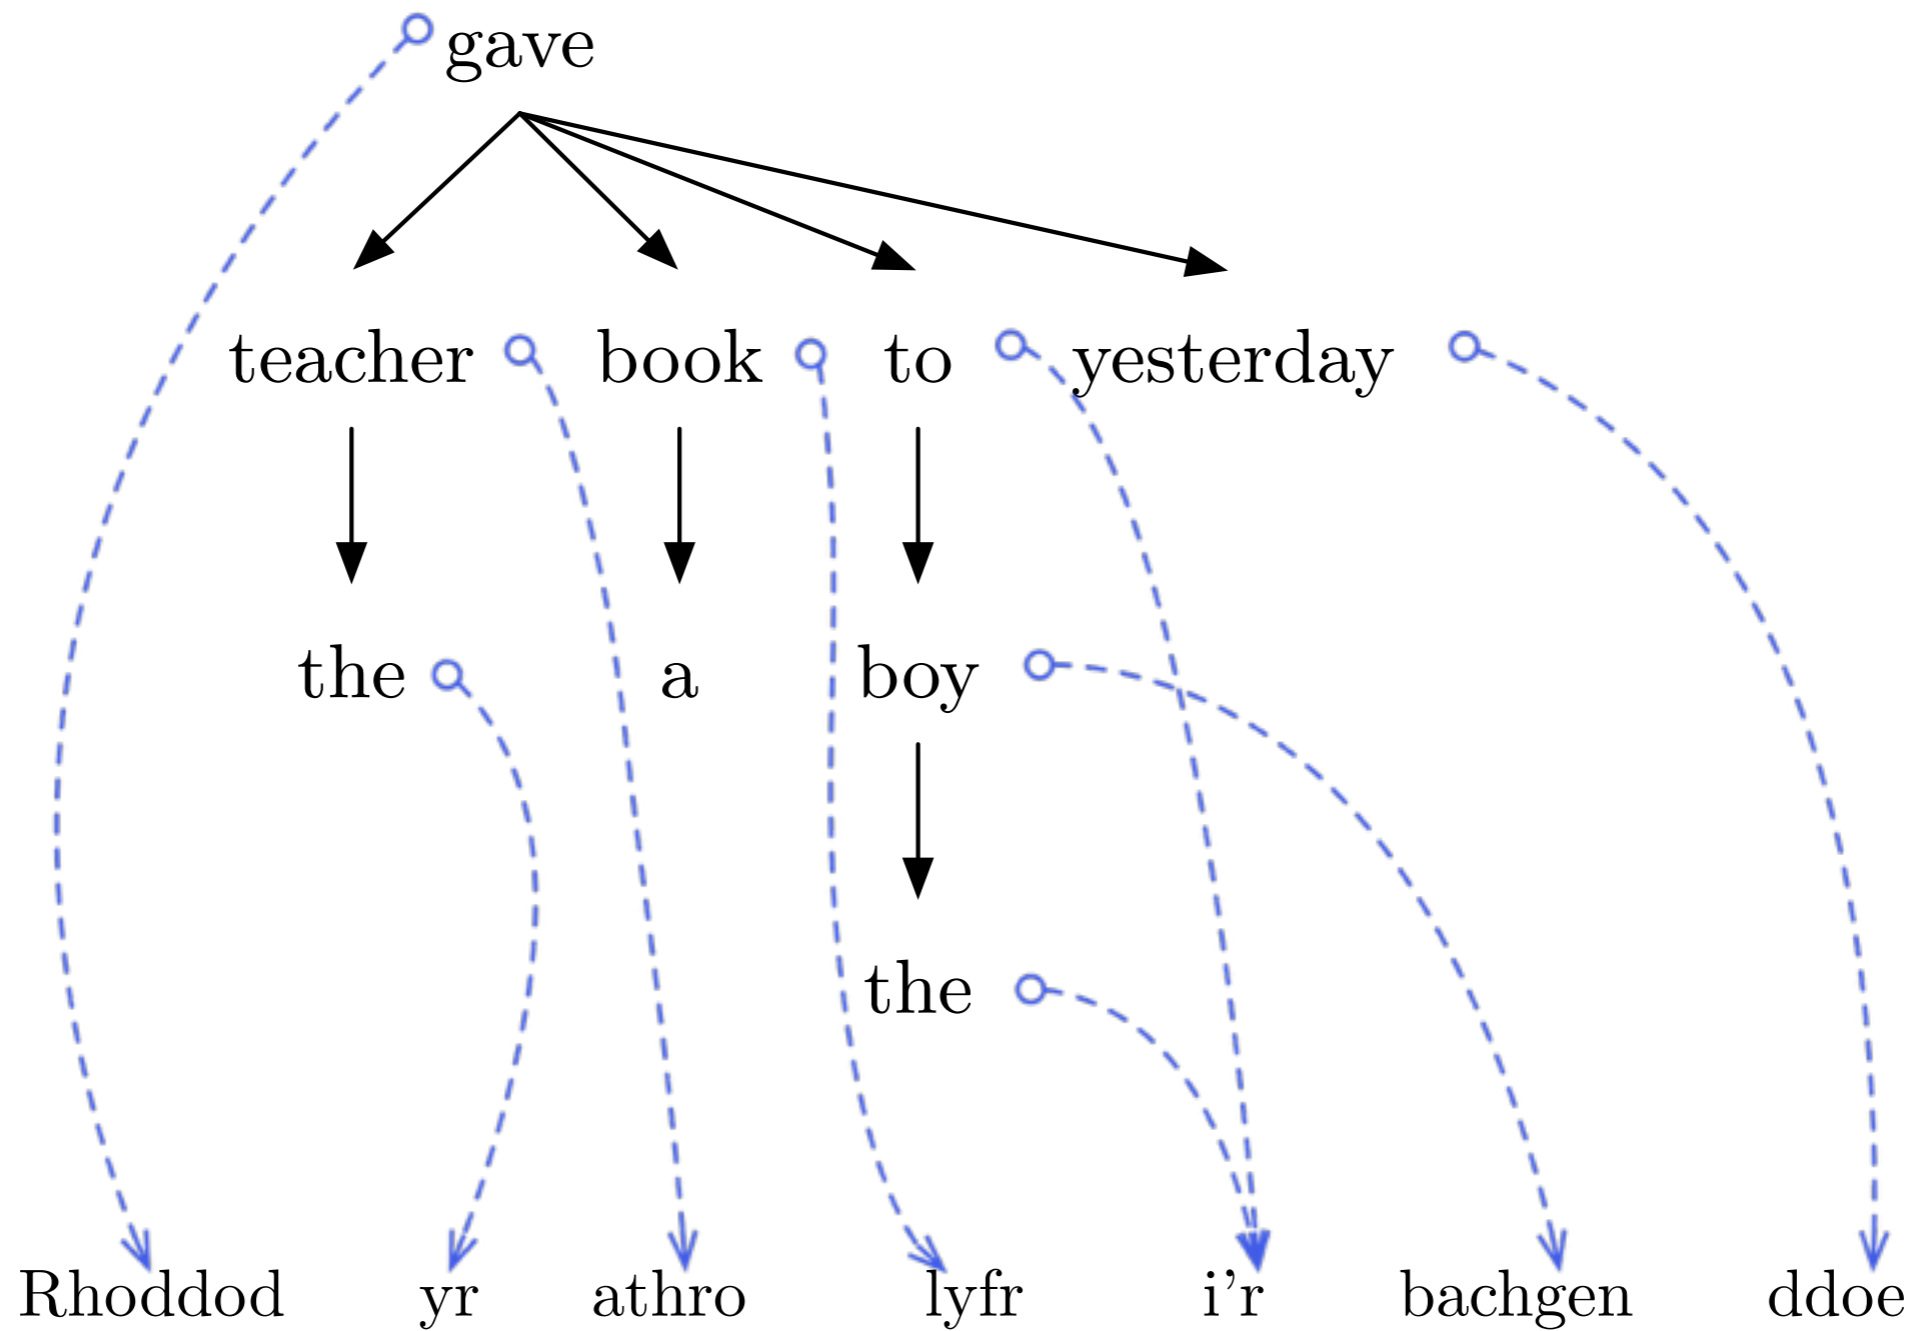 gave
teacher book to yesterday
the a boy
the
Rhoddod yr athro lyfr i'r bachgen ddoe